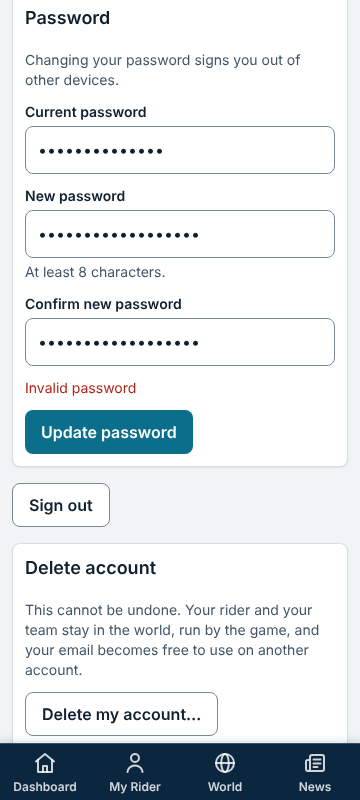 Password
Changing your password signs you out of
other devices.
Current password
••••••••••••••
New password
••••••••••••••••••
At least 8 characters.
Confirm new password
••••••••••••••••••
Invalid password
Update password
Sign out
Delete account
This cannot be undone. Your rider and your
team stay in the world, run by the game, and
your email becomes free to use on another
account.
Delete my account...
Dashboard
My Rider
World
News